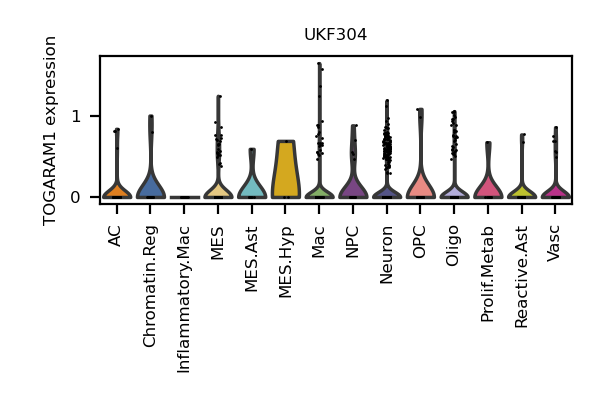 UKF304
TOGARAM1 expression
1
0
AC
Chromatin.Reg
Inflammatory.Mac
MES
MES.Ast
MES.Hyp
Mac
NPC
Neuron
OPC
Oligo
Prolif.Metab
Reactive.Ast
Vasc